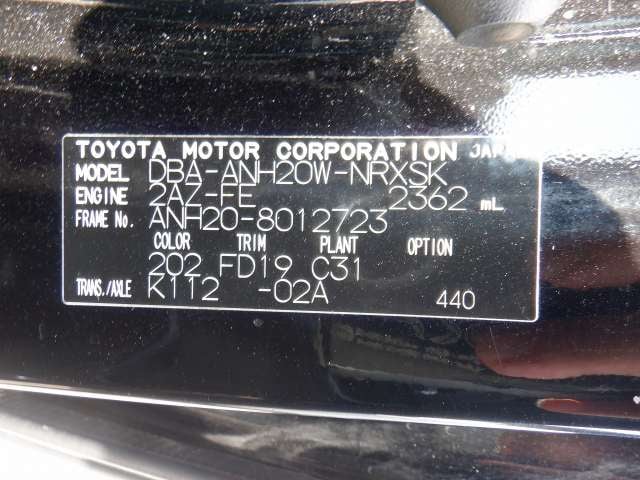 TOYOTA MOTOR CORPORATION JAPAN
MODEL DBA-ANH20W-NRXSK
ENGINE 2AZ-FE 2362 mL
FRAME No. ANH20-8012723
COLOR TRIM PLANT OPTION
202 FD19 C31
TRANS./AXLE K112 -02A 440